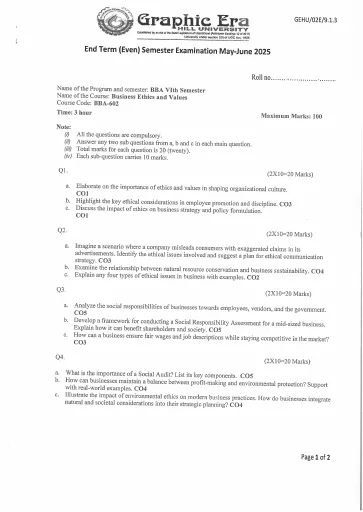 GEHU/02E/9.1.3
Graphic Era
HILL UNIVERSITY
End Term (Even) Semester Examination May-June 2025
Roll no..........................
Name of the Program and semester: BBA VIth Semester
Name of the Course: Business Ethics and Values
Course Code: BBA-602
Time: 3 hour Maximum Marks: 100
Note:
(i) All the questions are compulsory.
(ii) Answer any two sub questions from a, b and c in each main question.
(iii) Total marks for each question is 20 (twenty).
(iv) Each sub-question carries 10 marks.
Q1. (2X10=20 Marks)
a. Elaborate on the importance of ethics and values in shaping organizational culture.
CO1
b. Highlight the key ethical considerations in employee promotion and discipline. CO3
c. Discuss the impact of ethics on business strategy and policy formulation.
CO1
Q2. (2X10=20 Marks)
a. Imagine a scenario where a company misleads consumers with exaggerated claims in its
advertisements. Identify the ethical issues involved and suggest a plan for ethical communication
strategy. CO3
b. Examine the relationship between natural resource conservation and business sustainability. CO4
c. Explain any four types of ethical issues in business with examples. CO2
Q3. (2X10=20 Marks)
a. Analyze the social responsibilities of businesses towards employees, vendors, and the government.
CO5
b. Develop a framework for conducting a Social Responsibility Assessment for a mid-sized business.
Explain how it can benefit shareholders and society. CO5
c. How can a business ensure fair wages and job descriptions while staying competitive in the market?
CO3
Q4. (2X10=20 Marks)
a. What is the importance of a Social Audit? List its key components. CO5
b. How can businesses maintain a balance between profit-making and environmental protection? Support
with real-world examples. CO4
c. Illustrate the impact of environmental ethics on modern business practices. How do businesses integrate
natural and societal considerations into their strategic planning? CO4
Page 1 of 2